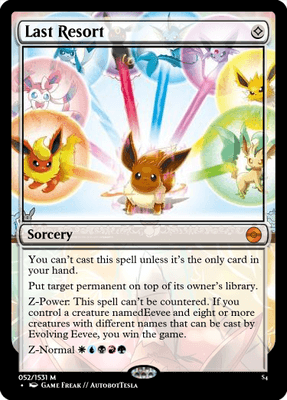 Last Resort
Sorcery
You can't cast this spell unless it's the only card in
your hand.
Put target permanent on top of its owner's library.
Z-Power: This spell can't be countered. If you
control a creature namedEevee and eight or more
creatures with different names that can be cast by
Evolving Eevee, you win the game.
Z-Normal
052/1531 M
S4
• Game Freak // AutobotTesla